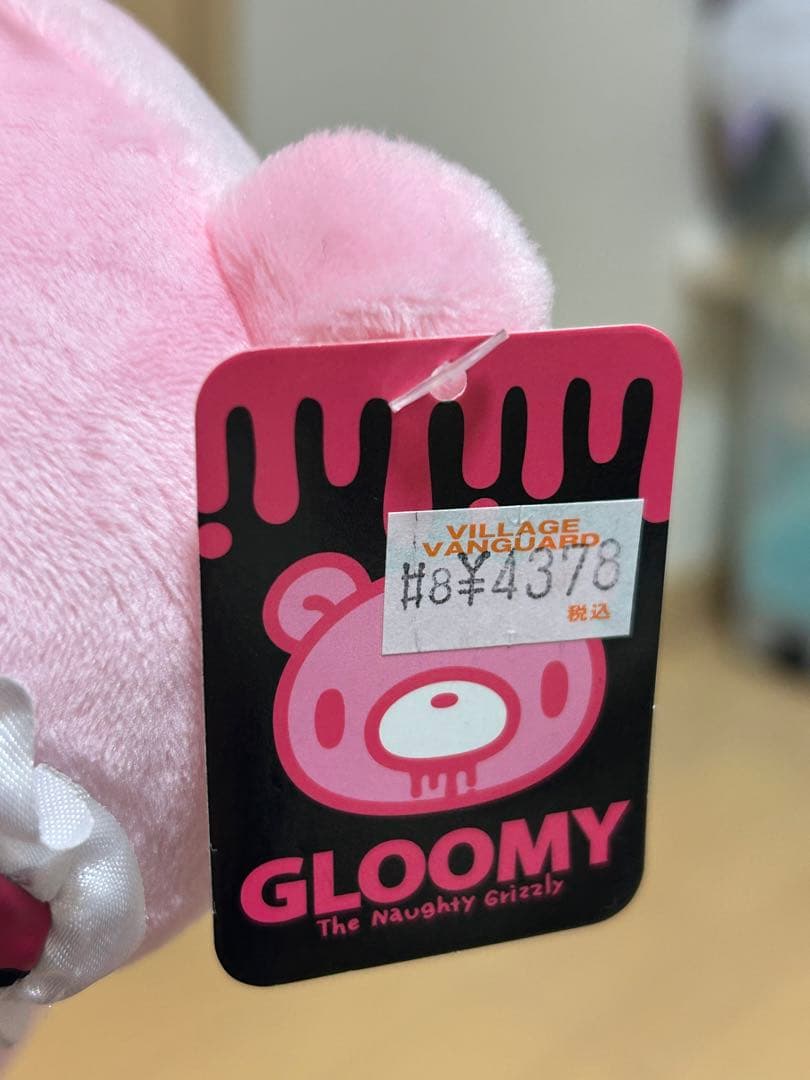 VILLAGE
VANGUARD
#8¥4378
税込
GLOOMY
The Naughty Grizzly